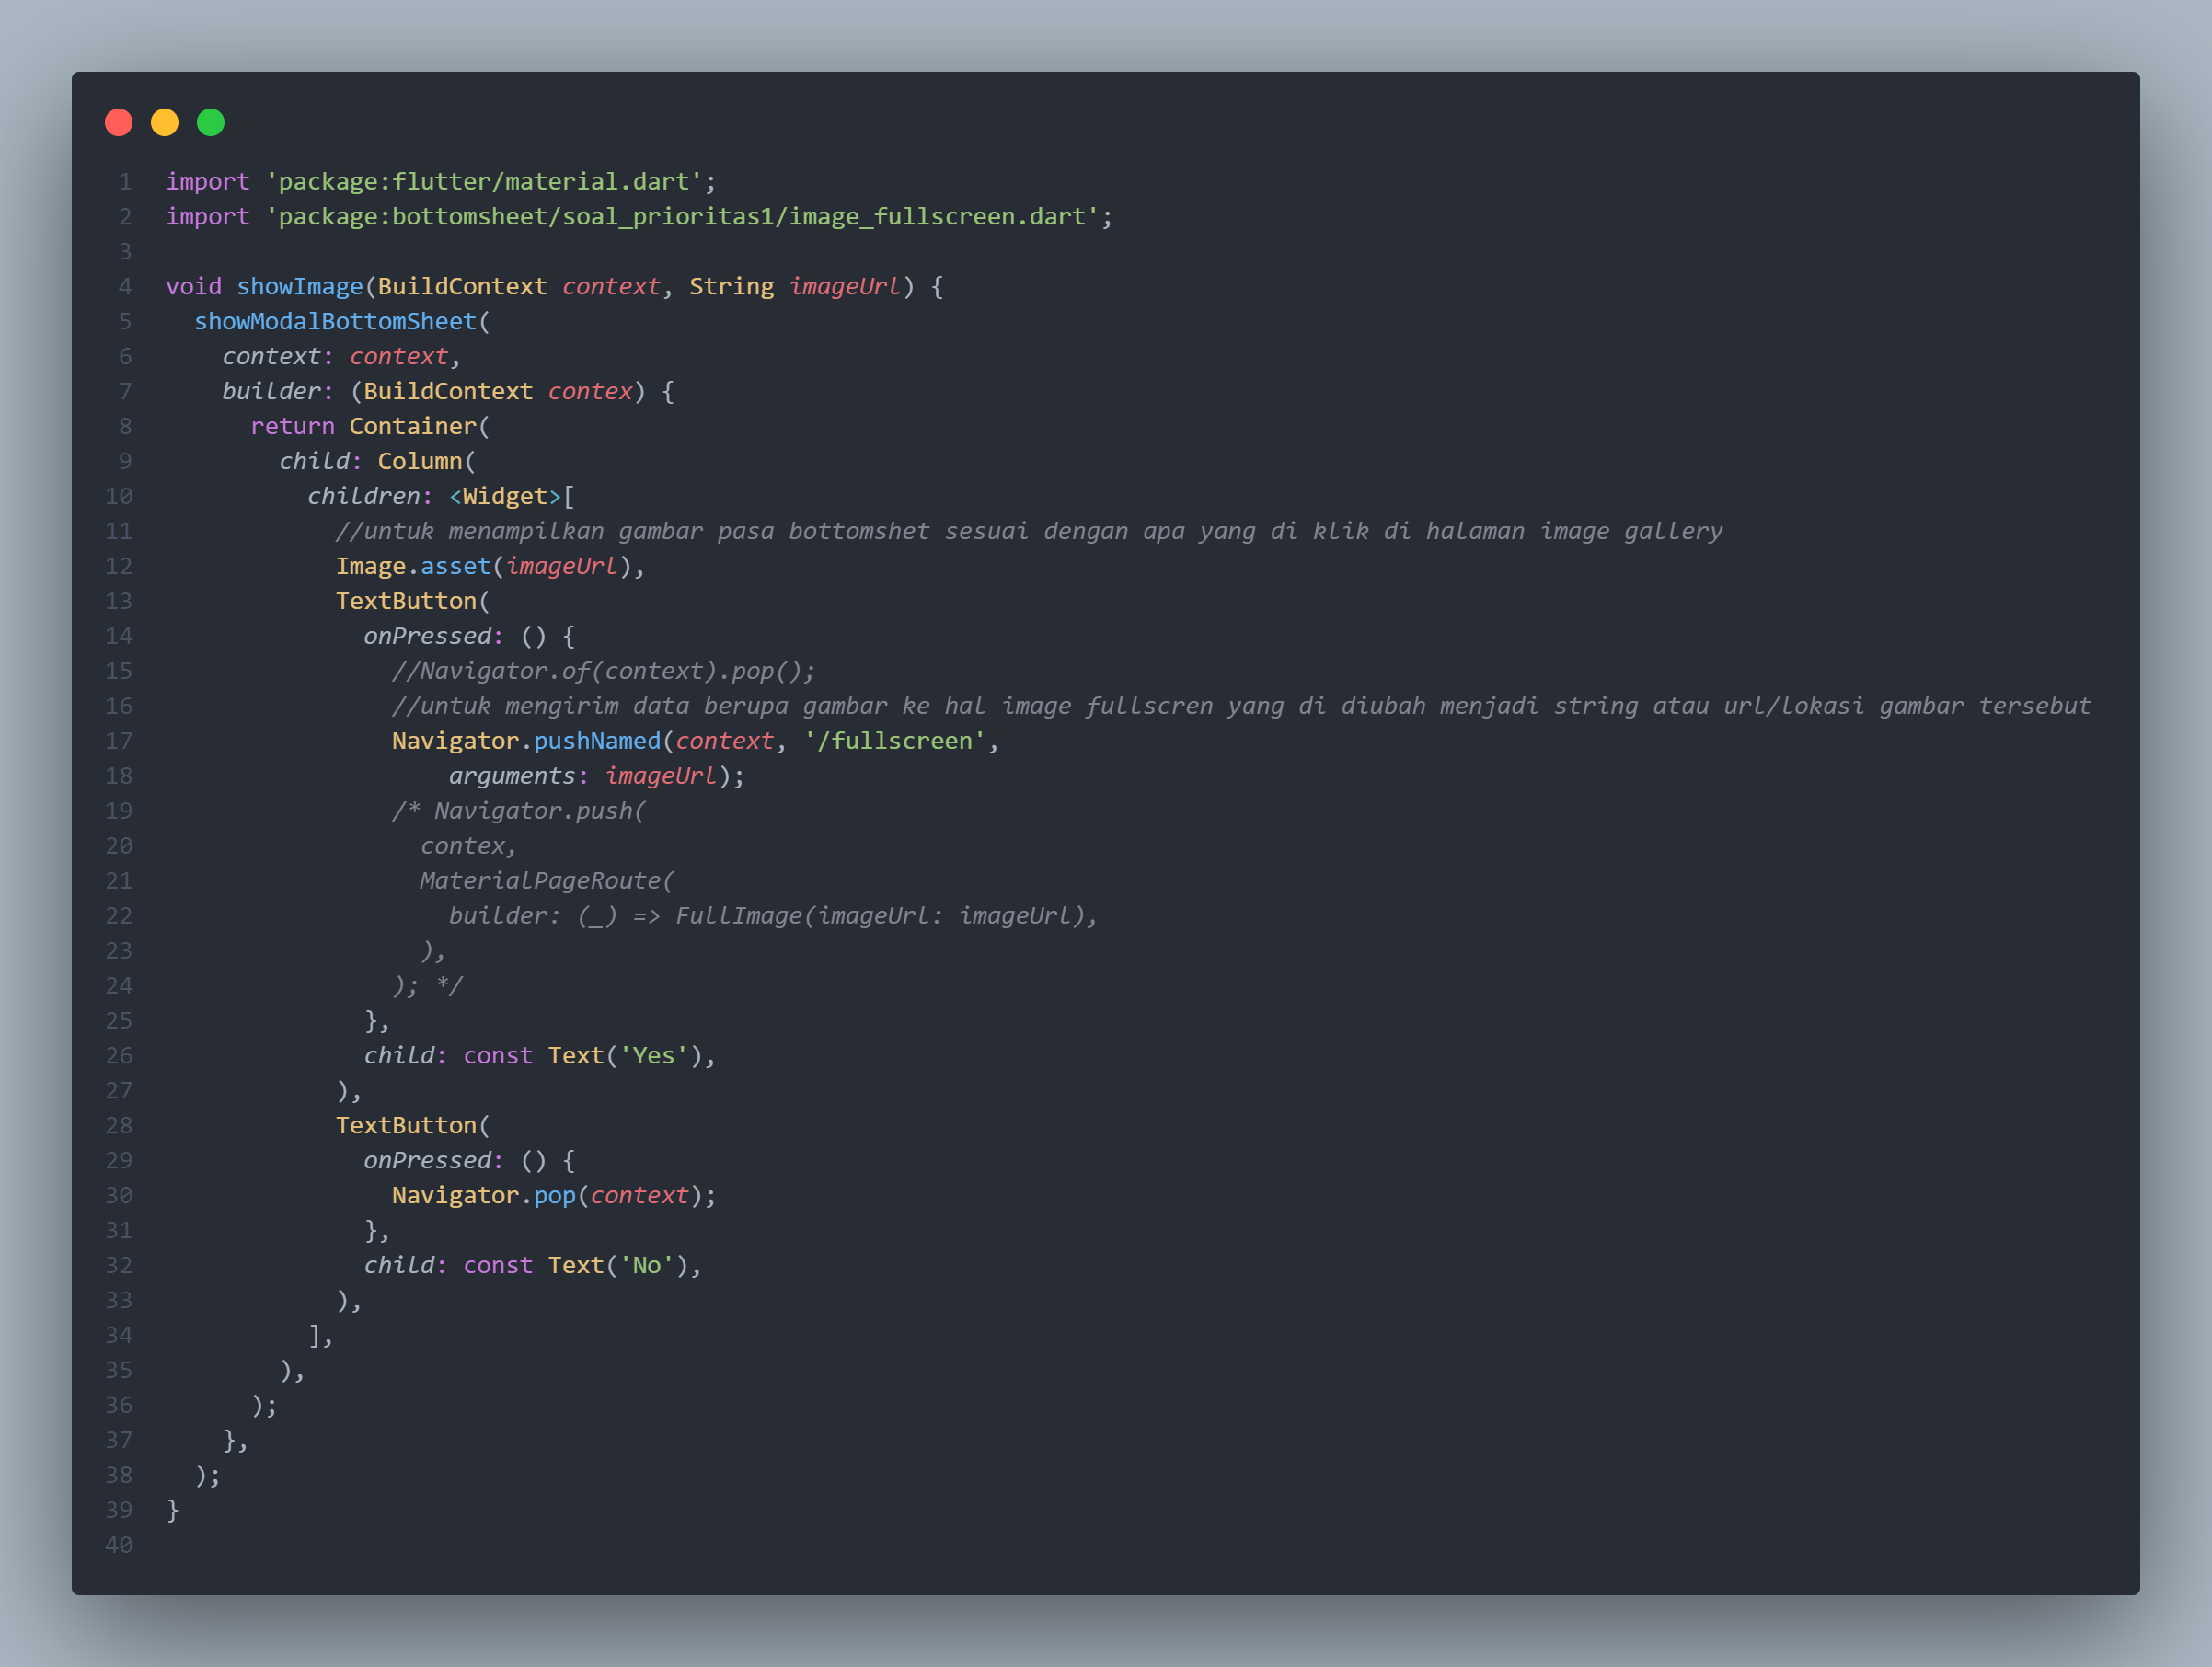 1 import 'package:flutter/material.dart';
2 import 'package:bottomsheet/soal_prioritas1/image_fullscreen.dart';
3
4 void showImage(BuildContext context, String imageUrl) {
5   showModalBottomSheet(
6     context: context,
7     builder: (BuildContext contex) {
8       return Container(
9         child: Column(
10           children: <Widget>[
11             //untuk menampilkan gambar pasa bottomshet sesuai dengan apa yang di klik di halaman image gallery
12             Image.asset(imageUrl),
13             TextButton(
14               onPressed: () {
15                 //Navigator.of(context).pop();
16                 //untuk mengirim data berupa gambar ke hal image fullscren yang di diubah menjadi string atau url/lokasi gambar tersebut
17                 Navigator.pushNamed(context, '/fullscreen',
18                     arguments: imageUrl);
19                 /* Navigator.push(
20                   contex,
21                   MaterialPageRoute(
22                     builder: (_) => FullImage(imageUrl: imageUrl),
23                   ),
24                 ); */
25               },
26               child: const Text('Yes'),
27             ),
28             TextButton(
29               onPressed: () {
30                 Navigator.pop(context);
31               },
32               child: const Text('No'),
33             ),
34           ],
35         ),
36       );
37     },
38   );
39 }
40